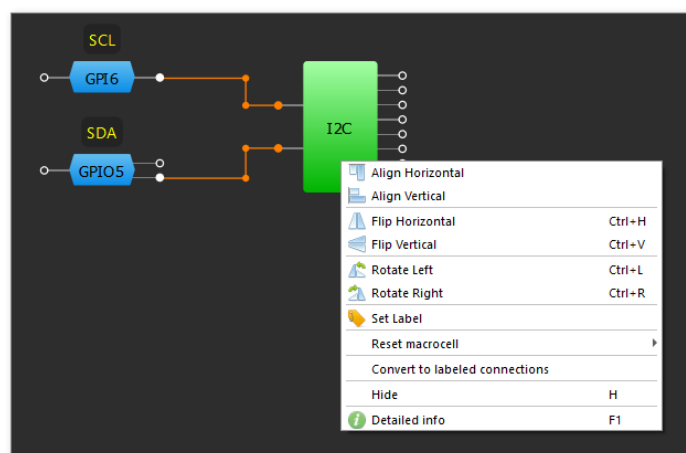 SCL
GPI6
SDA
GPIO5
I2C
Align Horizontal
Align Vertical
Flip Horizontal Ctrl+H
Flip Vertical Ctrl+V
Rotate Left Ctrl+L
Rotate Right Ctrl+R
Set Label
Reset macrocell
Convert to labeled connections
Hide H
Detailed info F1